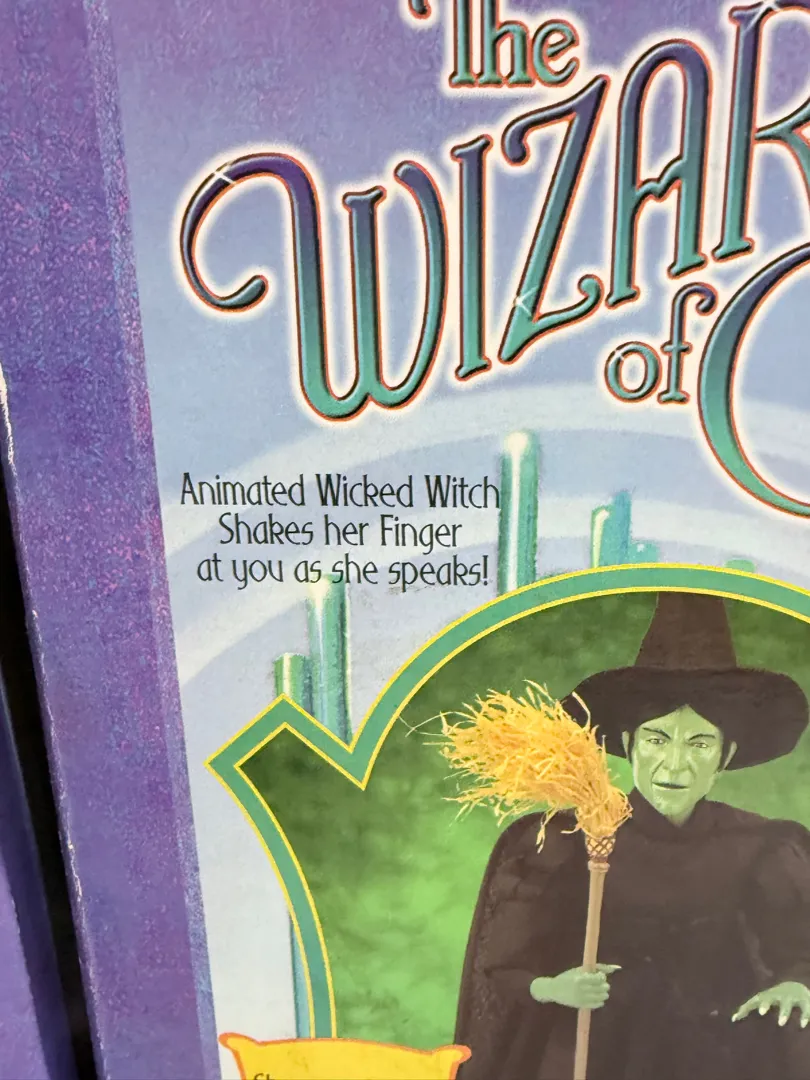 The
WIZAR
of
Animated Wicked Witch
Shakes her Finger
at you as she speaks!